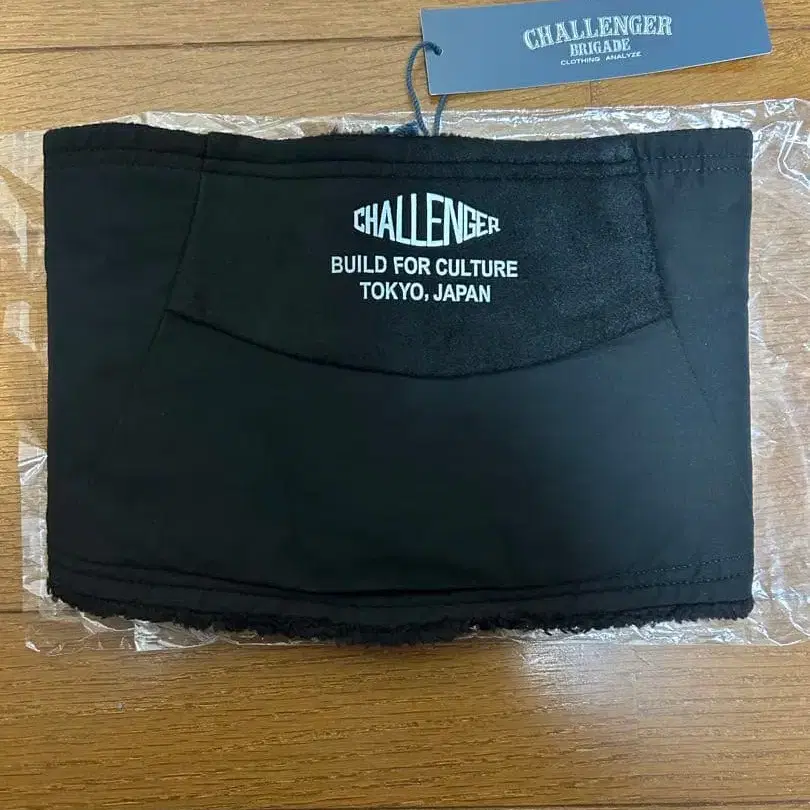 CHALLENGER
BRIGADE
CLOTHING ANALYZE
CHALLENGER
BUILD FOR CULTURE
TOKYO, JAPAN